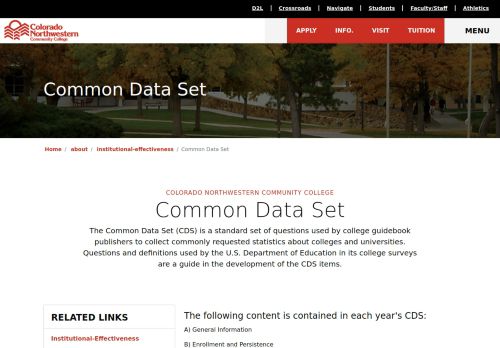 D2L | Crossroads | Navigate | Students | Faculty/Staff | Athletics
Colorado
Northwestern
Community College
APPLY INFO. VISIT TUITION MENU
Common Data Set
Home / about / institutional-effectiveness / Common Data Set
COLORADO NORTHWESTERN COMMUNITY COLLEGE
Common Data Set
The Common Data Set (CDS) is a standard set of questions used by college guidebook
publishers to collect commonly requested statistics about colleges and universities.
Questions and definitions used by the U.S. Department of Education in its college surveys
are a guide in the development of the CDS items.
RELATED LINKS
Institutional-Effectiveness
The following content is contained in each year's CDS:
A) General Information
B) Enrollment and Persistence